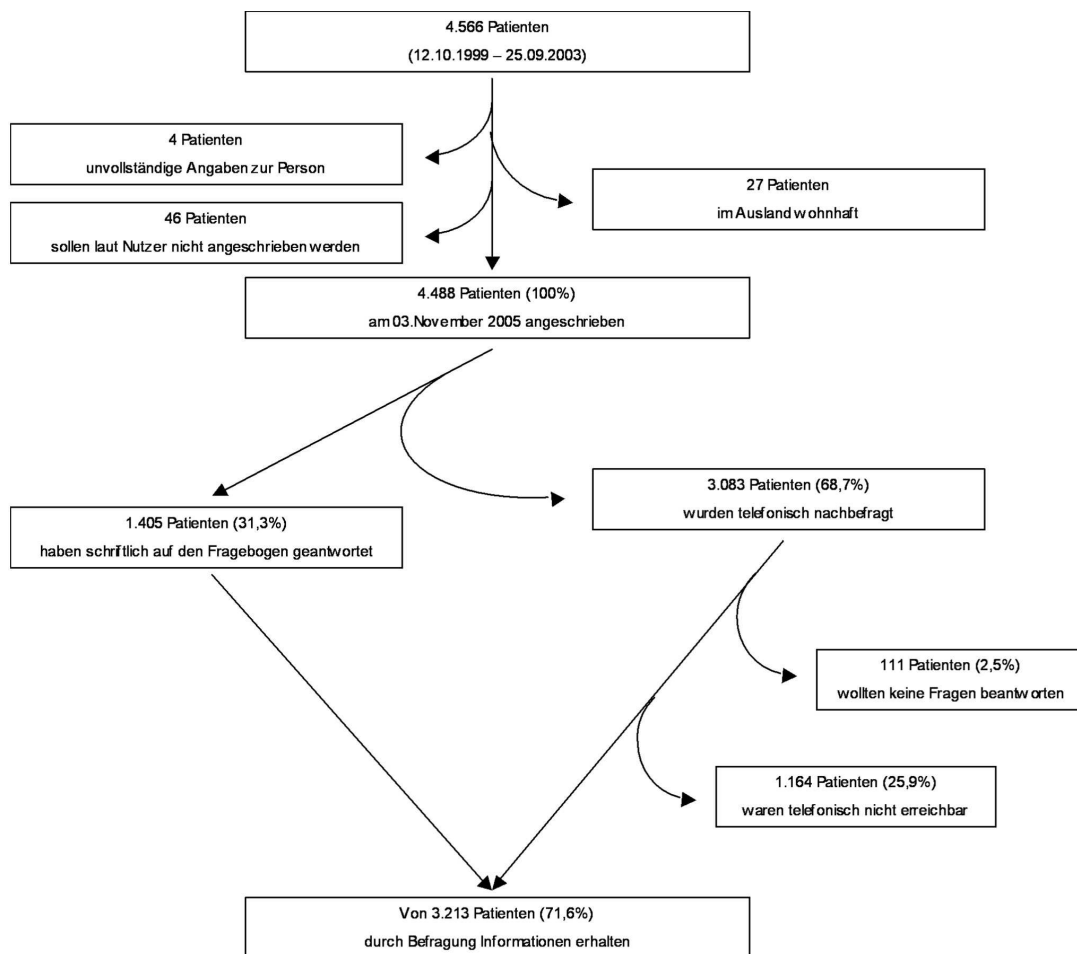 4.566 Patienten
(12.10.1999 – 25.09.2003)
4 Patienten
unvollständige Angaben zur Person
27 Patienten
im Ausland wohnhaft
46 Patienten
sollen laut Nutzer nicht angeschrieben werden
4.488 Patienten (100%)
am 03.November 2005 angeschrieben
3.083 Patienten (68,7%)
wurden telefonisch nachbefragt
1.405 Patienten (31,3%)
haben schriftlich auf den Fragebogen geantwortet
111 Patienten (2,5%)
wollten keine Fragen beantworten
1.164 Patienten (25,9%)
waren telefonisch nicht erreichbar
Von 3.213 Patienten (71,6%)
durch Befragung Informationen erhalten